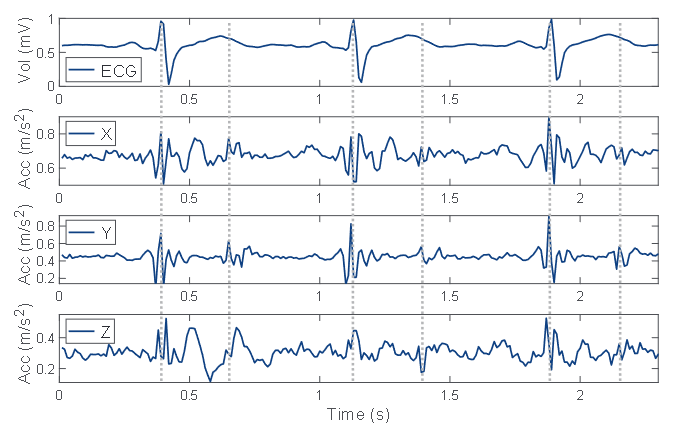 1
0.5
0
Vol (mV)
ECG
0 0.5 1 1.5 2
0.8
0.6
Acc (m/s²)
X
0 0.5 1 1.5 2
0.8
0.6
0.4
0.2
Acc (m/s²)
Y
0 0.5 1 1.5 2
0.4
0.2
Acc (m/s²)
Z
0 0.5 1 1.5 2
Time (s)